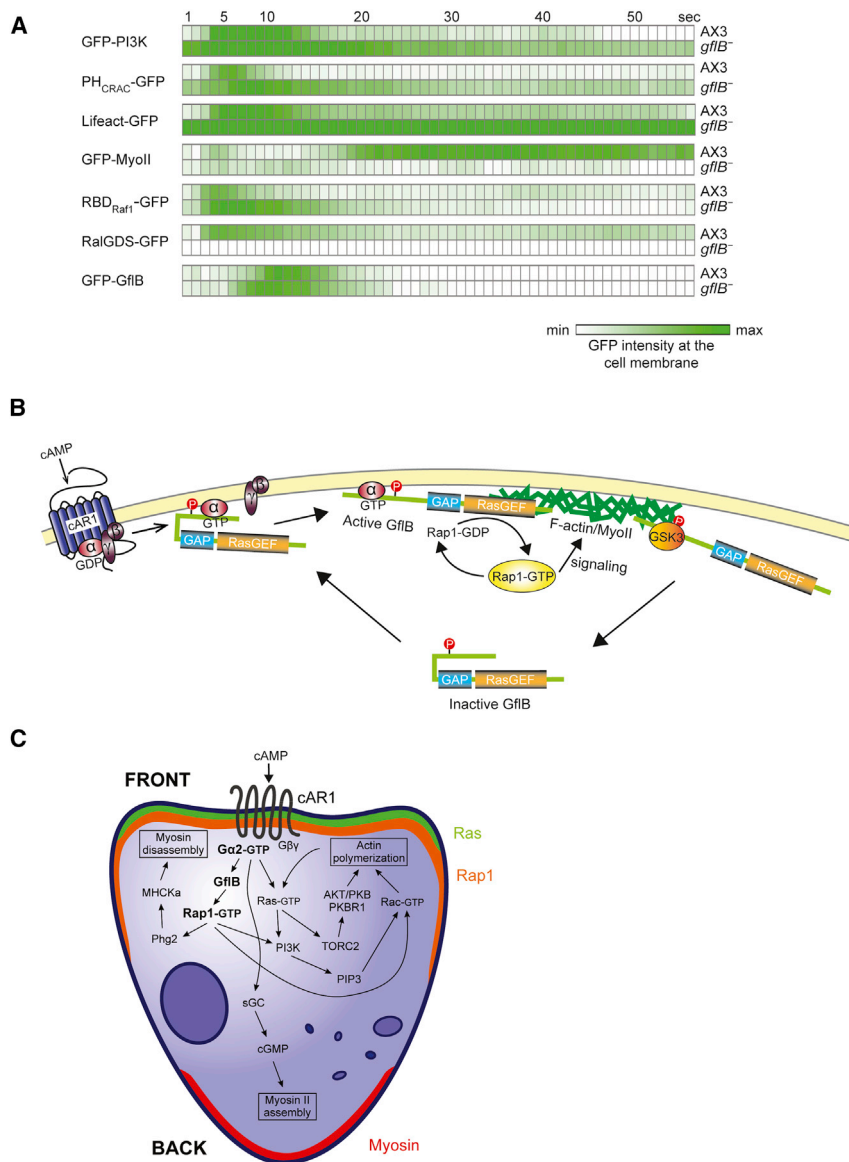 A
1 5 10 20 30 40 50 sec
GFP-PI3K
AX3
gflB⁻
PHCRAC-GFP
AX3
gflB⁻
Lifeact-GFP
AX3
gflB⁻
GFP-MyoII
AX3
gflB⁻
RBDRaf1-GFP
AX3
gflB⁻
RalGDS-GFP
AX3
gflB⁻
GFP-GflB
AX3
gflB⁻
min max
GFP intensity at the
cell membrane
B
cAMP
cAR1
α
β
γ
GDP
P
α
GTP
GAP RasGEF
γ
β
α
P
GTP
Active GflB
GAP RasGEF
Rap1-GDP
Rap1-GTP
signaling
F-actin/MyoII
P
GSK3
GAP RasGEF
P
GAP RasGEF
Inactive GflB
C
cAMP
FRONT
cAR1
Ras
Rap1
Myosin
disassembly
Gα2-GTP
Gβγ
Actin
polymerization
GflB
MHCKa
Rap1-GTP
Ras-GTP
AKT/PKB
PKBR1
Rac-GTP
Phg2
PI3K
TORC2
PIP3
sGC
cGMP
Myosin II
assembly
BACK
Myosin